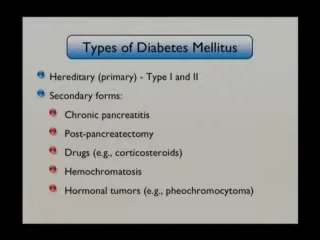 Types of Diabetes Mellitus
Hereditary (primary) - Type I and II
Secondary forms:
Chronic pancreatitis
Post-pancreatectomy
Drugs (e.g., corticosteroids)
Hemochromatosis
Hormonal tumors (e.g., pheochromocytoma)